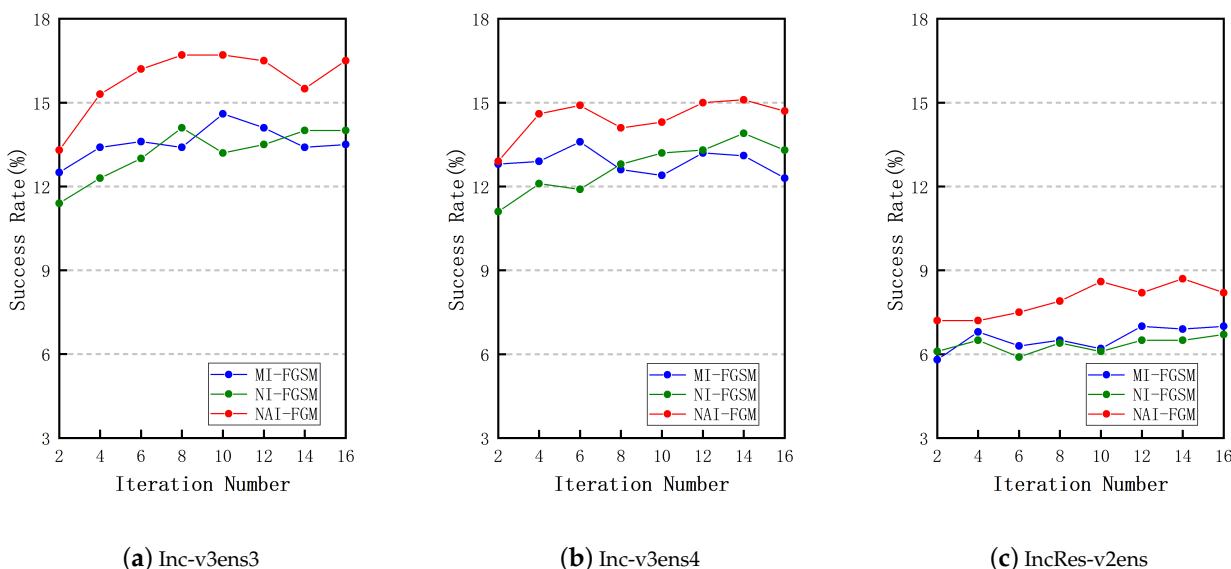 18
15
12
9
6
3
Success Rate(%)
MI-FGSM
NI-FGSM
NAI-FGM
2 4 6 8 10 12 14 16
Iteration Number
(a) Inc-v3ens3
18
15
12
9
6
3
Success Rate(%)
MI-FGSM
NI-FGSM
NAI-FGM
2 4 6 8 10 12 14 16
Iteration Number
(b) Inc-v3ens4
18
15
12
9
6
3
Success Rate(%)
MI-FGSM
NI-FGSM
NAI-FGM
2 4 6 8 10 12 14 16
Iteration Number
(c) IncRes-v2ens